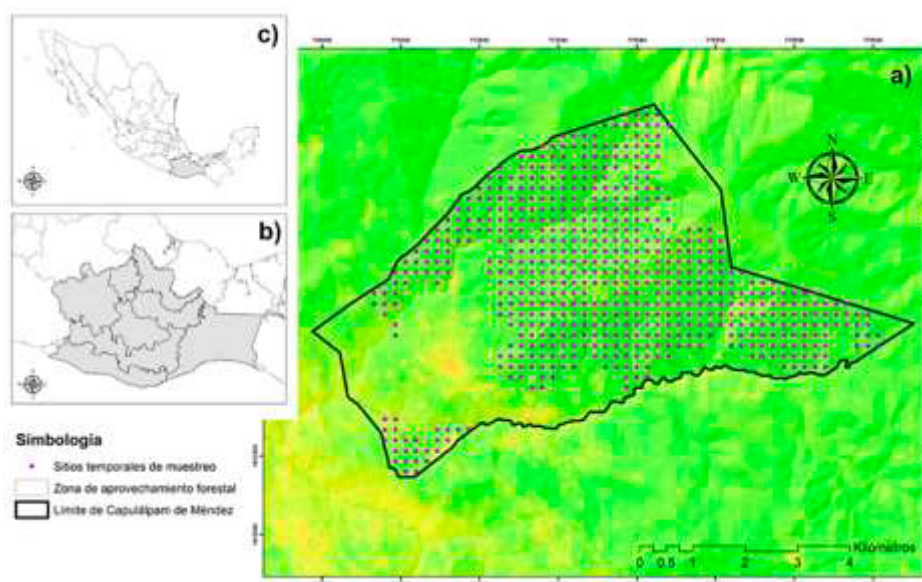 c)
a)
N
W E
S
b)
Simbología
Sitios temporales de muestreo
Zona de aprovechamiento forestal
Límite de Capulálpam de Méndez
Kilómetros
0 0.5 1 2 3 4